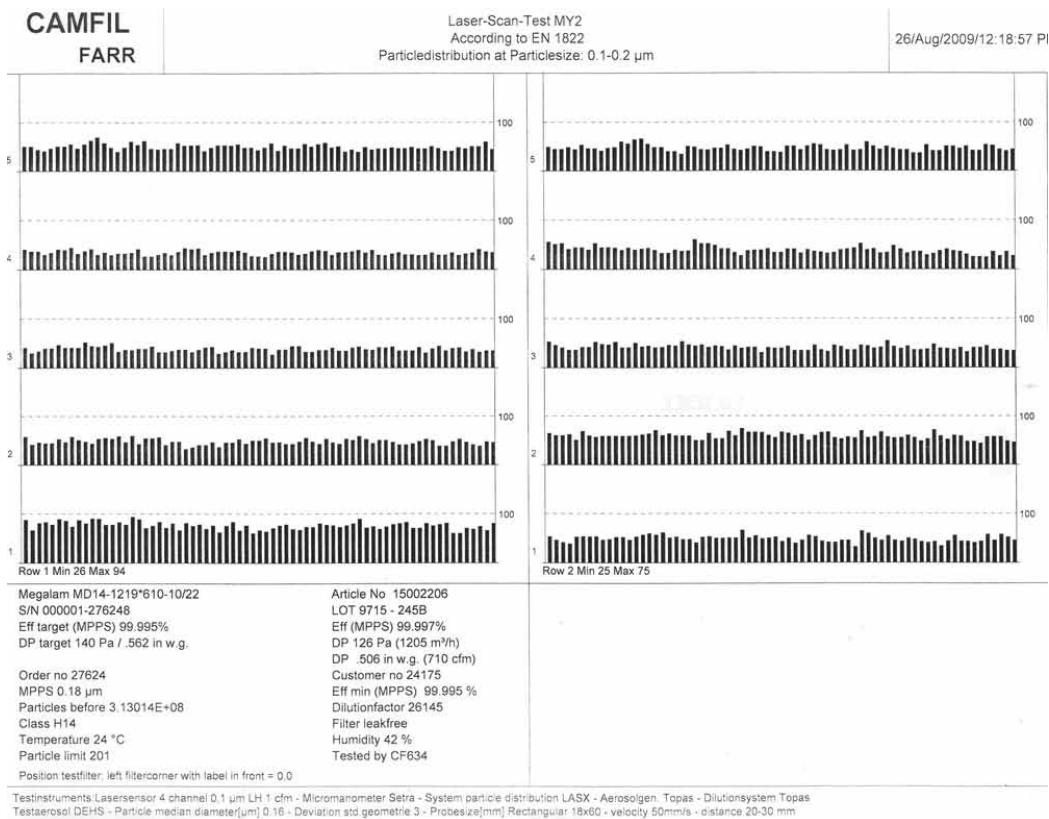 CAMFIL
FARR
Laser-Scan-Test MY2
According to EN 1822
Particledistribution at Particlesize: 0.1-0.2 µm
26/Aug/2009/12:18:57 P
100
5
100
4
100
3
100
2
100
1
Row 1 Min 26 Max 94
100
5
100
4
100
3
100
2
100
1
Row 2 Min 25 Max 75
Megalam MD14-1219*610-10/22
S/N 000001-276248
Eff target (MPPS) 99.995%
DP target 140 Pa / .562 in w.g.
Order no 27624
MPPS 0.18 µm
Particles before 3.13014E+08
Class H14
Temperature 24 °C
Particle limit 201
Article No 15002206
LOT 9715 - 245B
Eff (MPPS) 99.997%
DP 126 Pa (1205 m³/h)
DP .506 in w.g. (710 cfm)
Customer no 24175
Eff min (MPPS) 99.995 %
Dilutionfactor 26145
Filter leakfree
Humidity 42 %
Tested by CF634
Position testfilter: left filtercorner with label in front = 0.0
Testinstruments:Lasersensor 4 channel 0.1 µm LH 1 cfm - Micromanometer Setra - System particle distribution LASX - Aerosolgen. Topas - Dilutionsystem Topas
Testaerosol DEHS - Particle median diameter[µm] 0.16 - Deviation std.geometrie 3 - Probesize[mm] Rectangular 18x60 - velocity 50mm/s - distance 20-30 mm